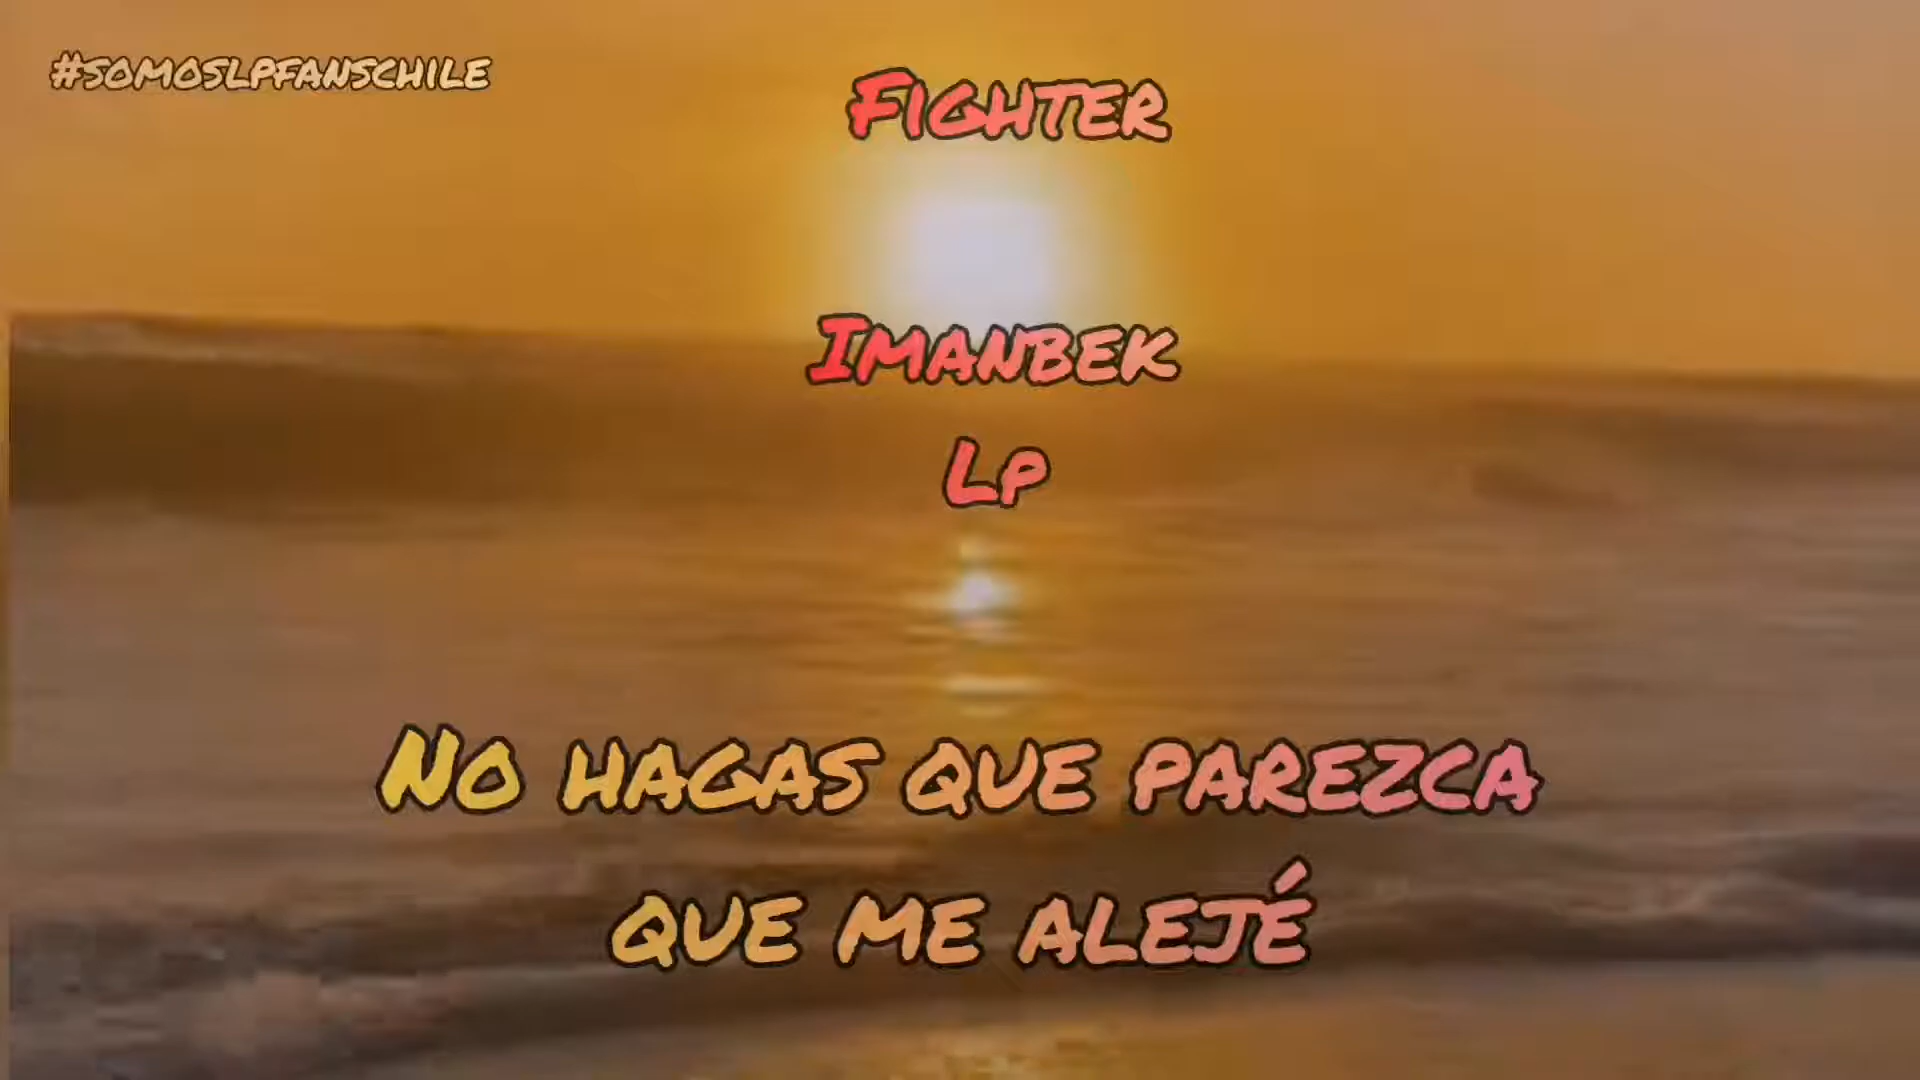 #somoslpfanschile
Fighter
Imanbek
Lp
No hagas que parezca
que me alejé